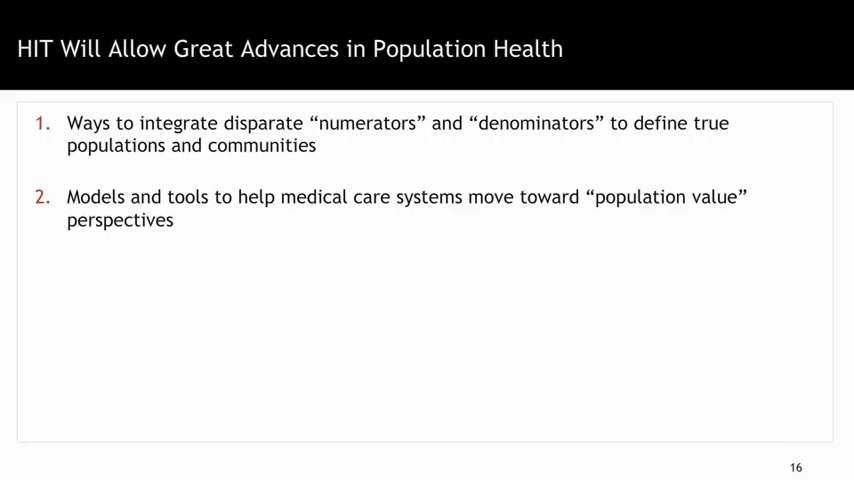 HIT Will Allow Great Advances in Population Health
1. Ways to integrate disparate “numerators” and “denominators” to define true
populations and communities
2. Models and tools to help medical care systems move toward “population value”
perspectives
16